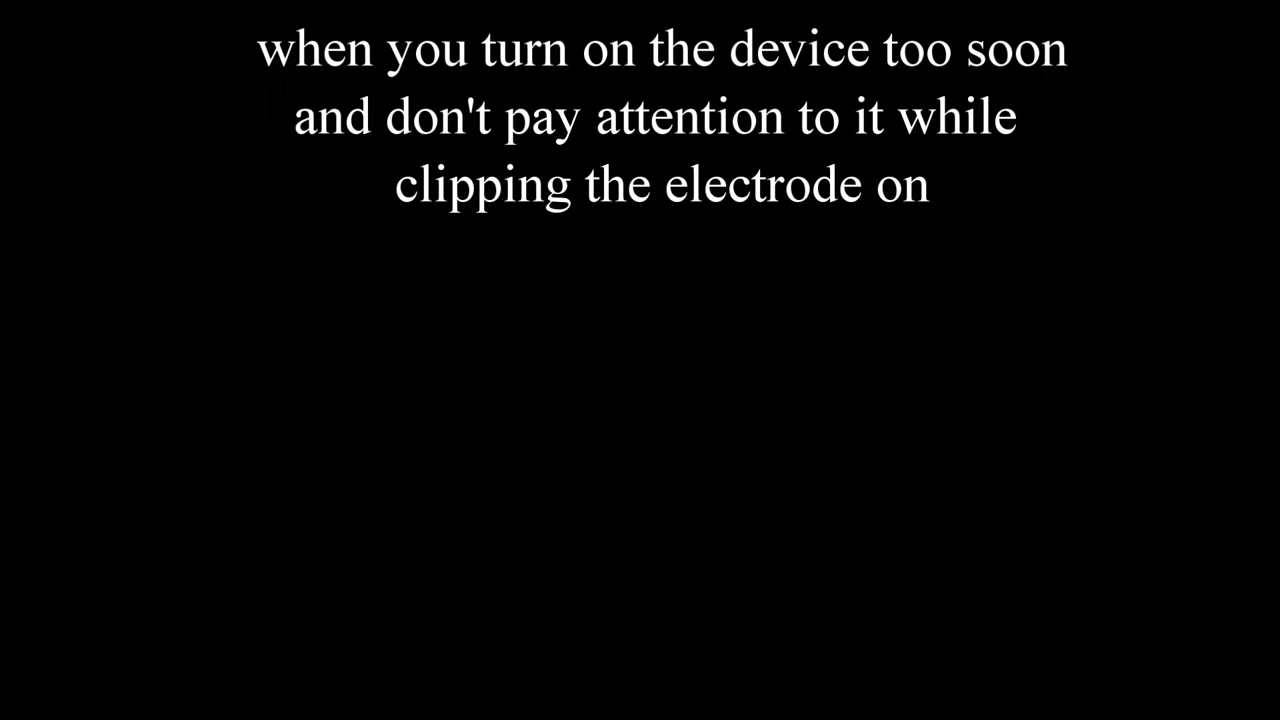 when you turn on the device too soon
and don't pay attention to it while
clipping the electrode on